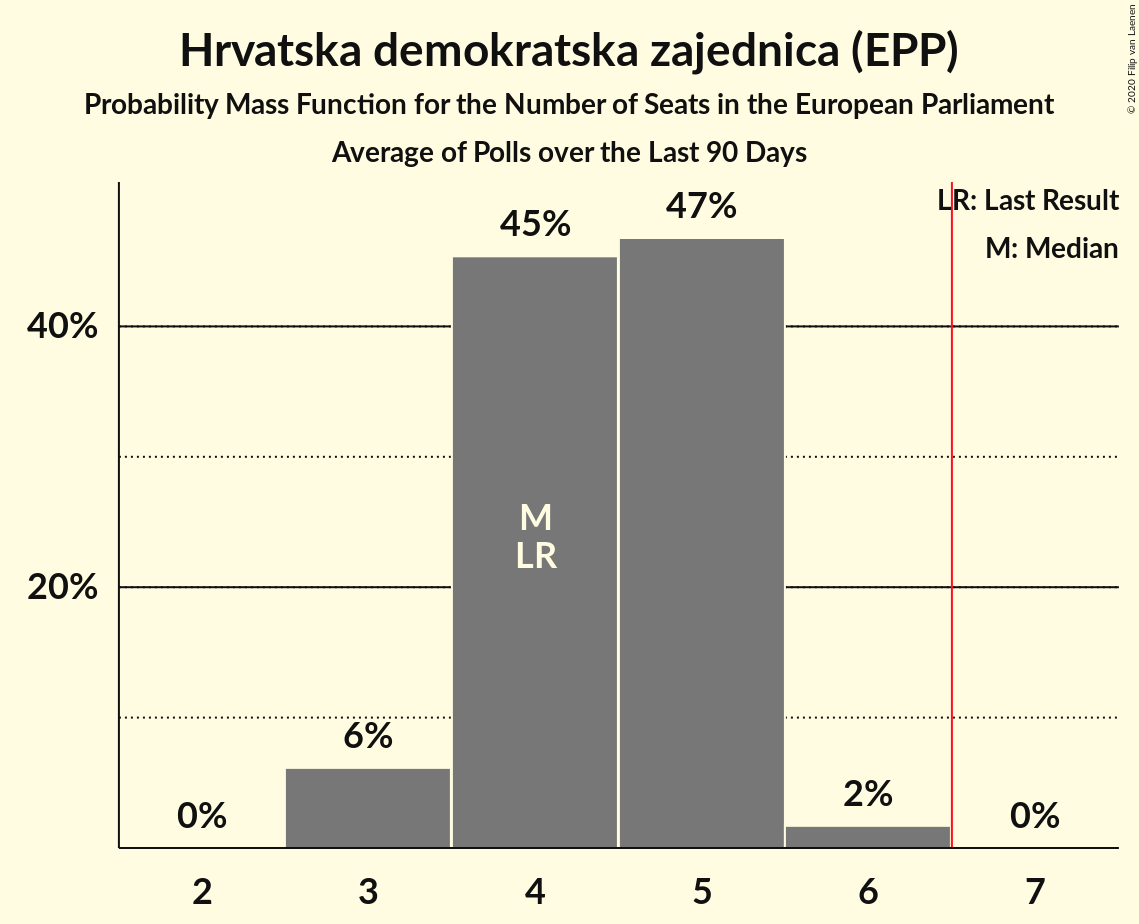 Hrvatska demokratska zajednica (EPP)
Probability Mass Function for the Number of Seats in the European Parliament
Average of Polls over the Last 90 Days
© 2020 Filip van Laenen
LR: Last Result
M: Median
45%
47%
40%
M
LR
20%
6%
0%
2%
0%
2
3
4
5
6
7